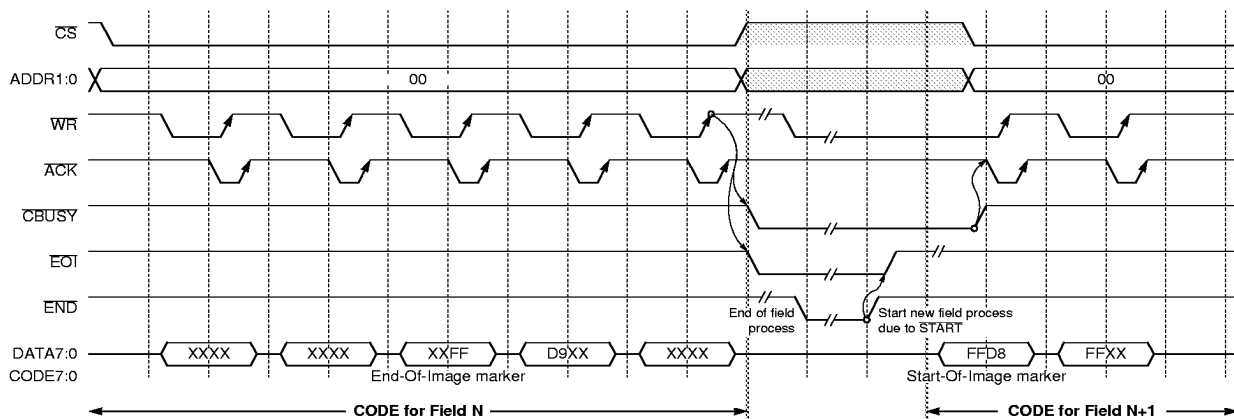 CS
ADDR1:0 00 00
WR
ACK
CBUSY
EOI
END
End of field
process
Start new field process
due to START
DATA7:0 XXXX XXXX XXFF D9XX XXXX FFD8 FFXX
CODE7:0 End-Of-Image marker Start-Of-Image marker
CODE for Field N CODE for Field N+1